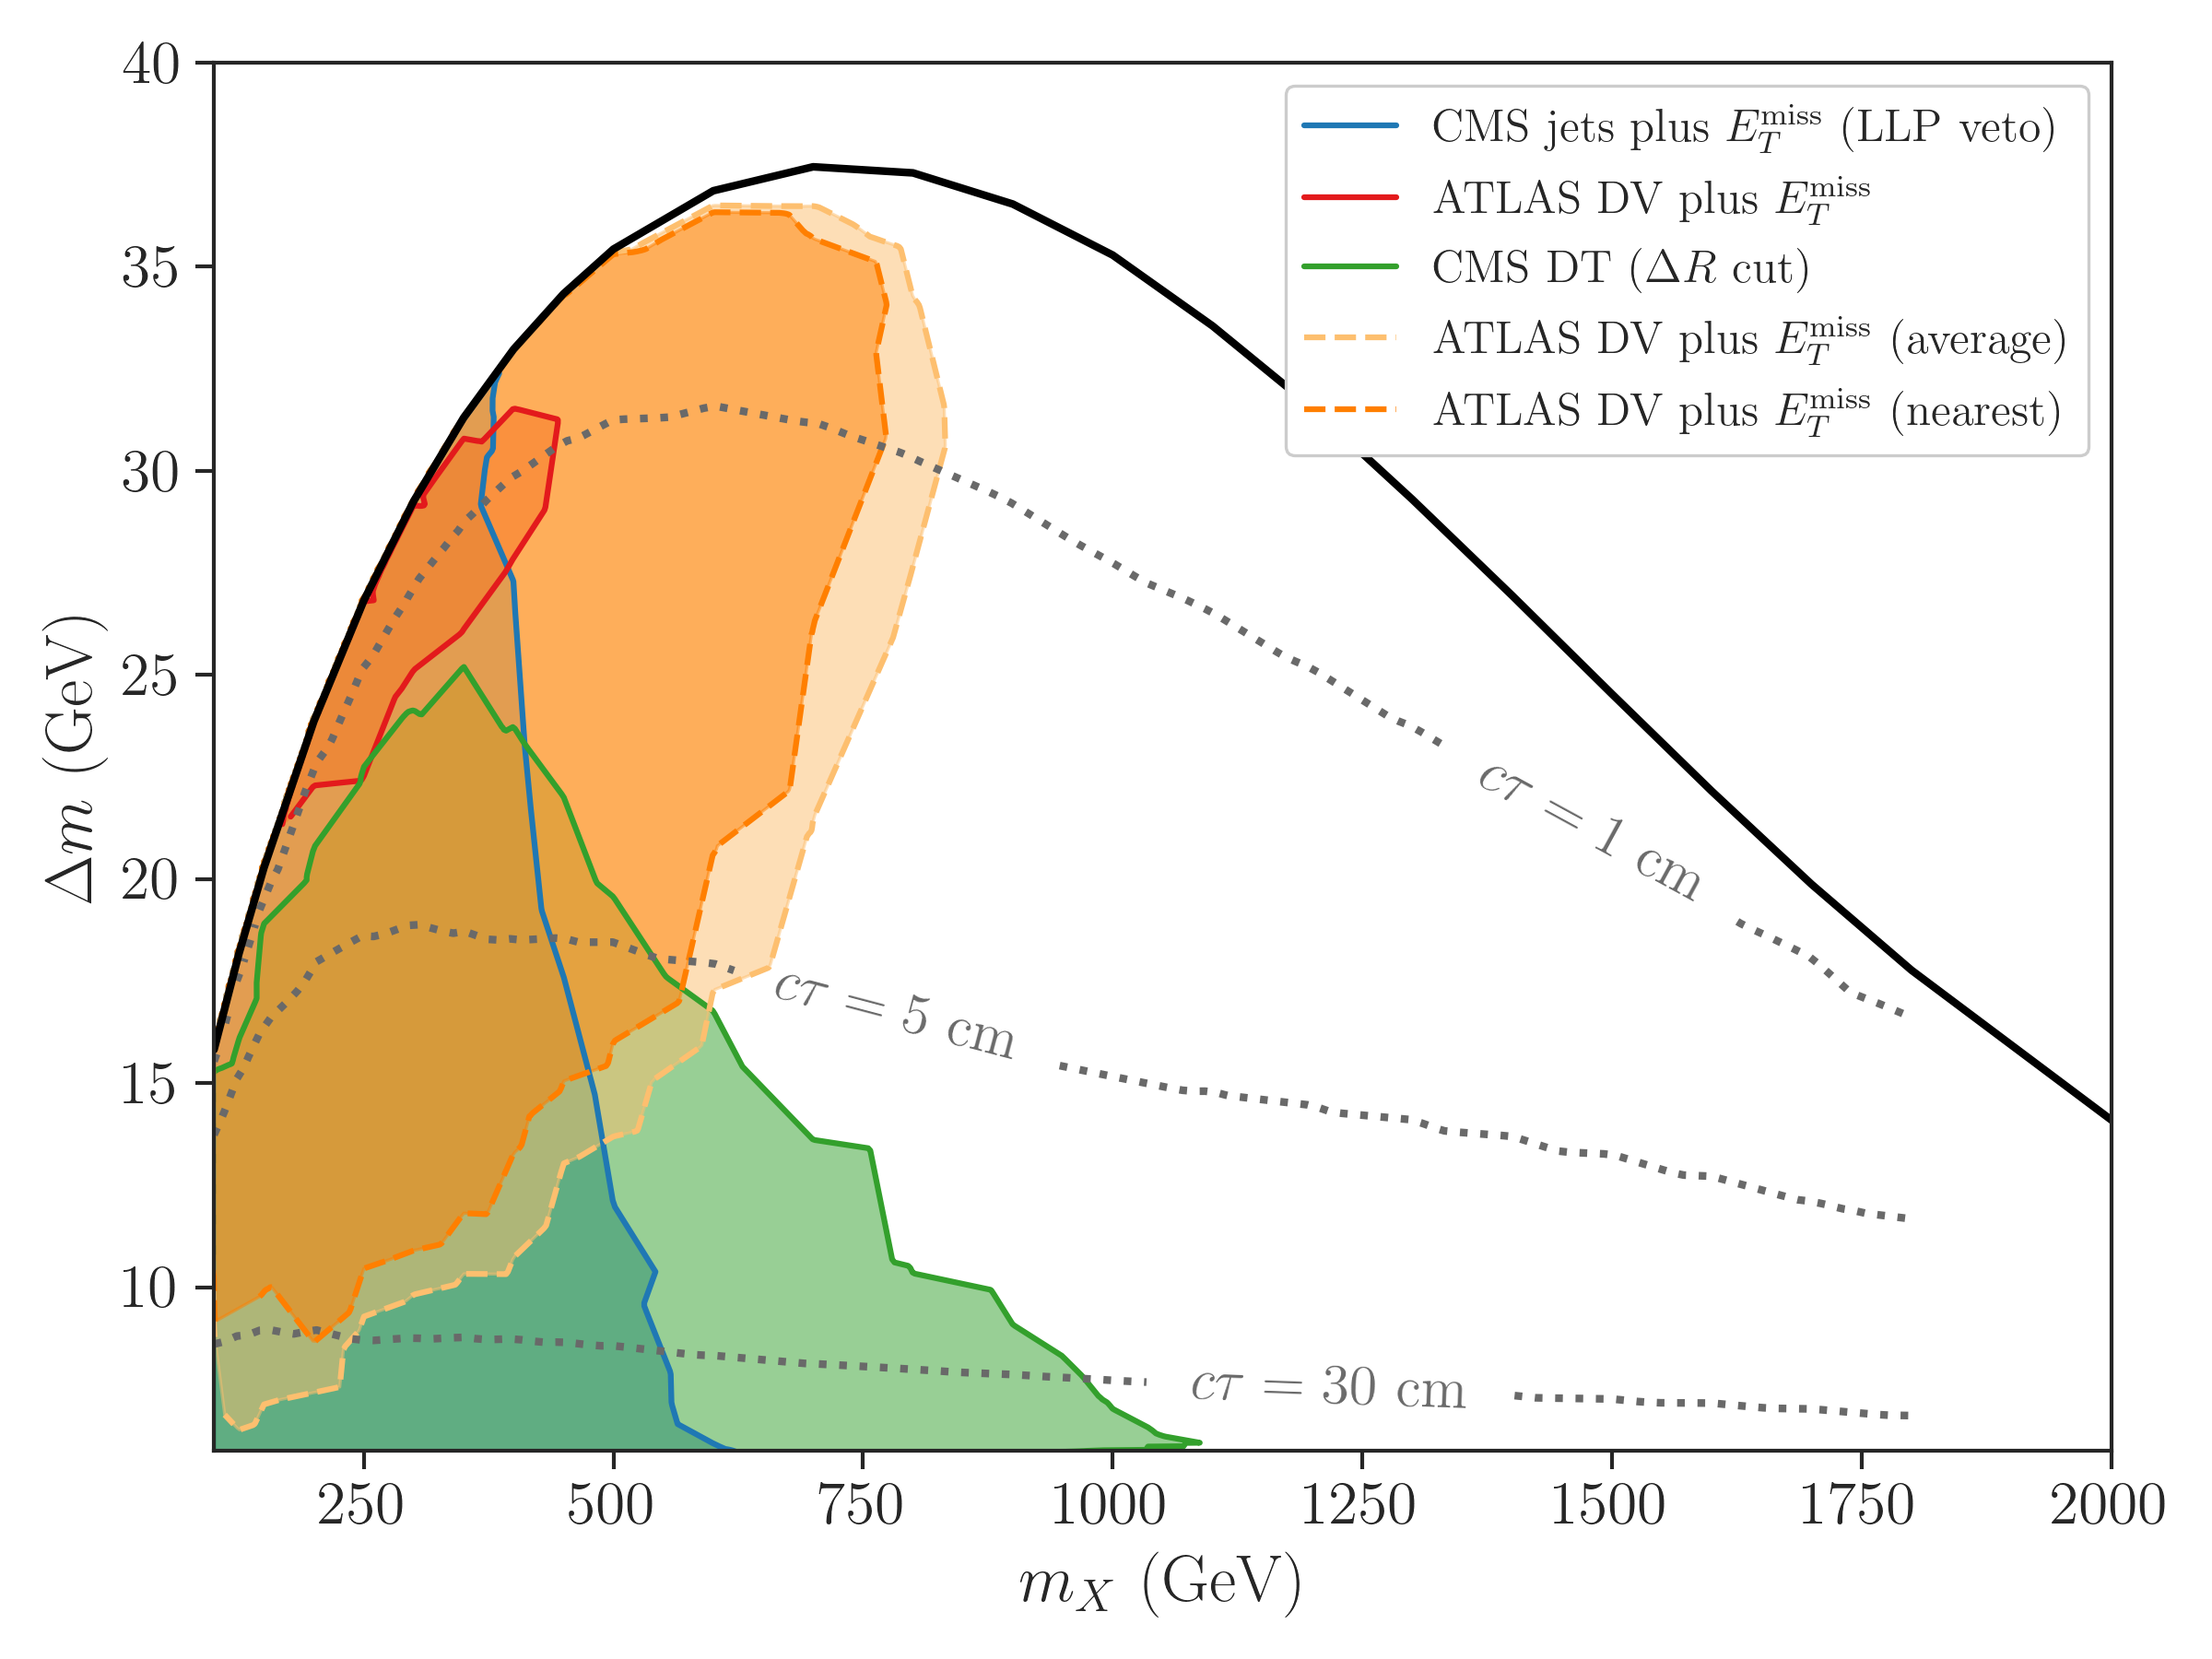 40
35
30
25
20
15
10
Δm (GeV)
CMS jets plus E_T^miss (LLP veto)
ATLAS DV plus E_T^miss
CMS DT (ΔR cut)
ATLAS DV plus E_T^miss (average)
ATLAS DV plus E_T^miss (nearest)
cτ = 1 cm
cτ = 5 cm
cτ = 30 cm
250 500 750 1000 1250 1500 1750 2000
m_X (GeV)